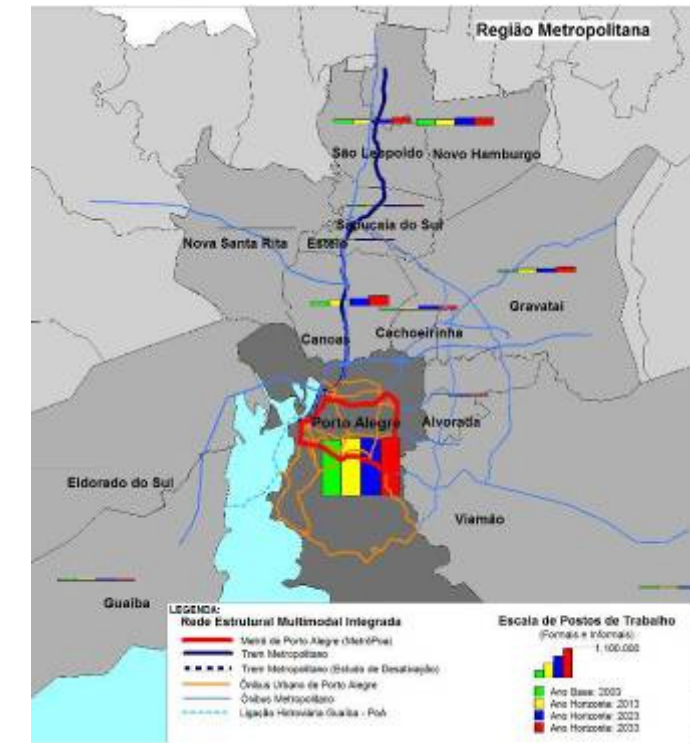 Região Metropolitana
São Leopoldo
Novo Hamburgo
Sapucaia do Sul
Nova Santa Rita
Esteio
Gravataí
Cachoeirinha
Canoas
Porto Alegre
Alvorada
Eldorado do Sul
Viamão
Guaíba
LEGENDA:
Rede Estrutural Multimodal Integrada
Metrô de Porto Alegre (MetrôPoa)
Trem Metropolitano
Trem Metropolitano (Estudo de Desativação)
Ônibus Urbano de Porto Alegre
Ônibus Metropolitano
Ligação Hidroviária Guaíba - PoA
Escala de Postos de Trabalho
(Formais e Informais)
1.100.000
Ano Base: 2003
Ano Horizonte: 2013
Ano Horizonte: 2023
Ano Horizonte: 2033